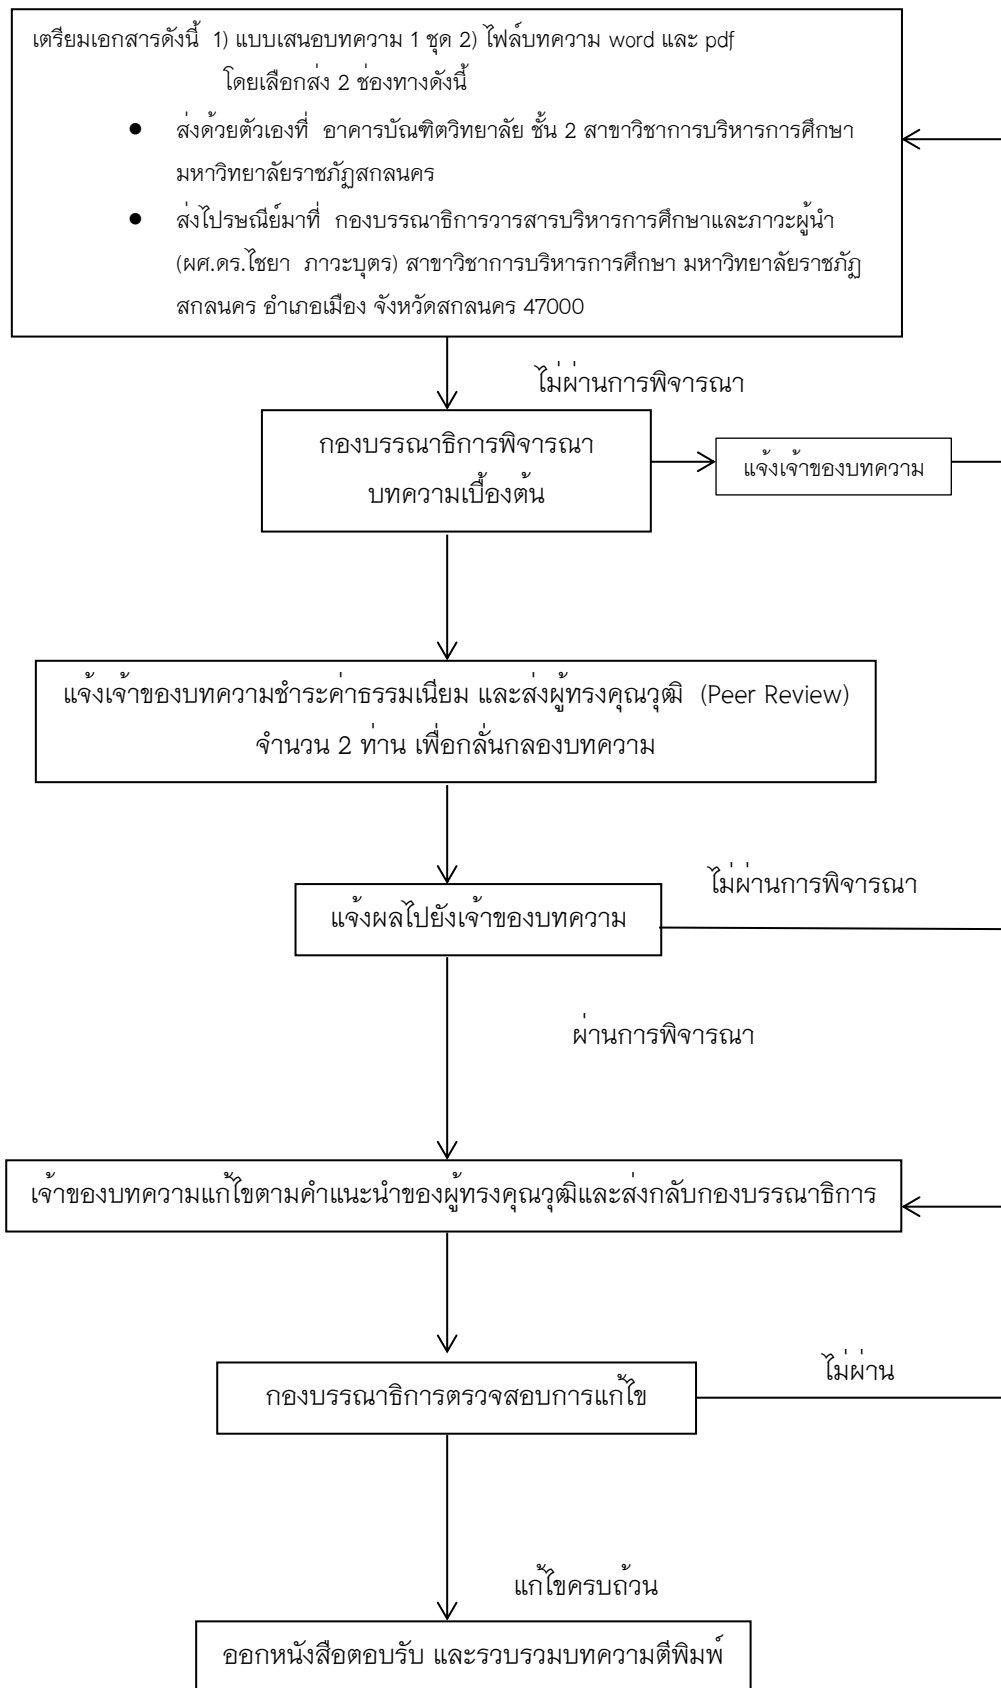 เตรียมเอกสารดังนี้ 1) แบบเสนอบทความ 1 ชุด 2) ไฟล์บทความ word และ pdf
โดยเลือกส่ง 2 ช่องทางดังนี้
● ส่งด้วยตัวเองที่ อาคารบัณฑิตวิทยาลัย ชั้น 2 สาขาวิชาการบริหารการศึกษา
มหาวิทยาลัยราชภัฏสกลนคร
● ส่งไปรษณีย์มาที่ กองบรรณาธิการวารสารบริหารการศึกษาและภาวะผู้นำ
(ผศ.ดร.ไชยา ภาวะบุตร) สาขาวิชาการบริหารการศึกษา มหาวิทยาลัยราชภัฏ
สกลนคร อำเภอเมือง จังหวัดสกลนคร 47000
ไม่ผ่านการพิจารณา
กองบรรณาธิการพิจารณา
บทความเบื้องต้น
แจ้งเจ้าของบทความ
แจ้งเจ้าของบทความชำระค่าธรรมเนียม และส่งผู้ทรงคุณวุฒิ (Peer Review)
จำนวน 2 ท่าน เพื่อกลั่นกลองบทความ
ไม่ผ่านการพิจารณา
แจ้งผลไปยังเจ้าของบทความ
ผ่านการพิจารณา
เจ้าของบทความแก้ไขตามคำแนะนำของผู้ทรงคุณวุฒิและส่งกลับกองบรรณาธิการ
ไม่ผ่าน
กองบรรณาธิการตรวจสอบการแก้ไข
แก้ไขครบถ้วน
ออกหนังสือตอบรับ และรวบรวมบทความตีพิมพ์